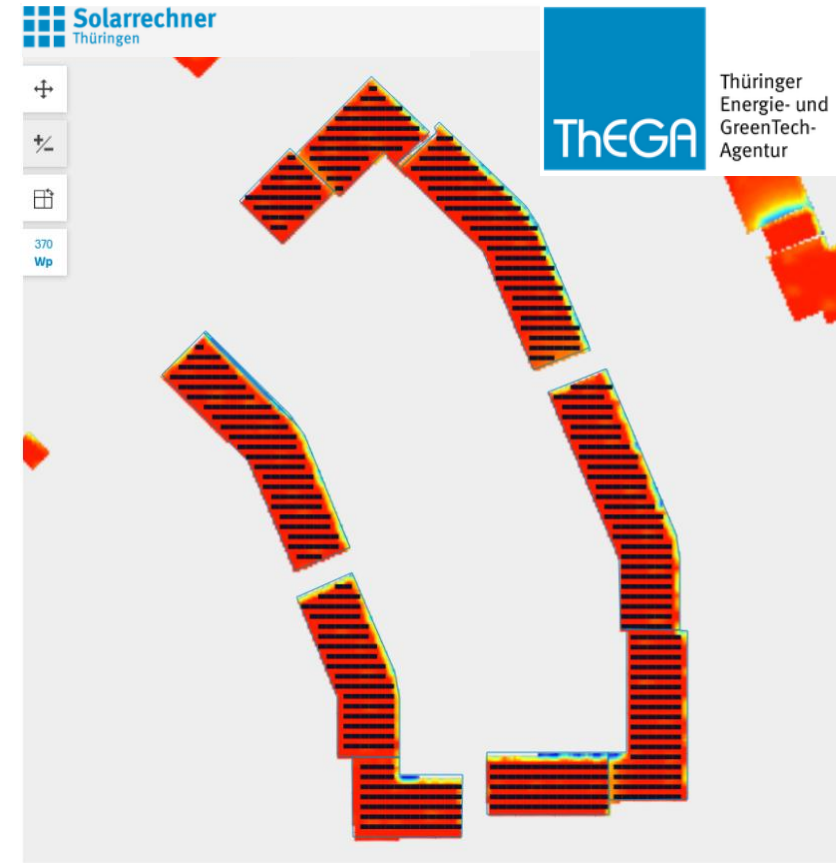 Solarrechner
Thüringen
ThEGA
Thüringer
Energie- und
GreenTech-
Agentur
+/-
370
Wp